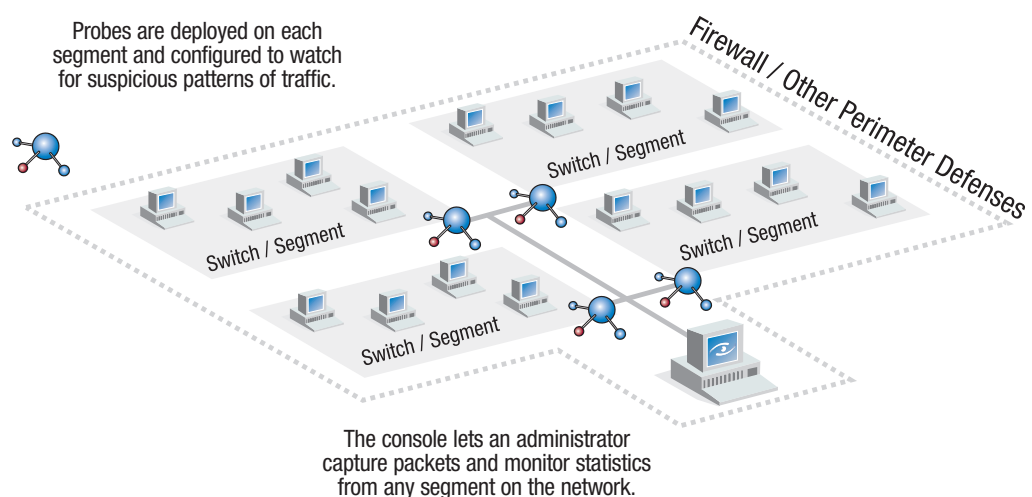 Probes are deployed on each
segment and configured to watch
for suspicious patterns of traffic.
Firewall / Other Perimeter Defenses
Switch / Segment
Switch / Segment
Switch / Segment
Switch / Segment
The console lets an administrator
capture packets and monitor statistics
from any segment on the network.